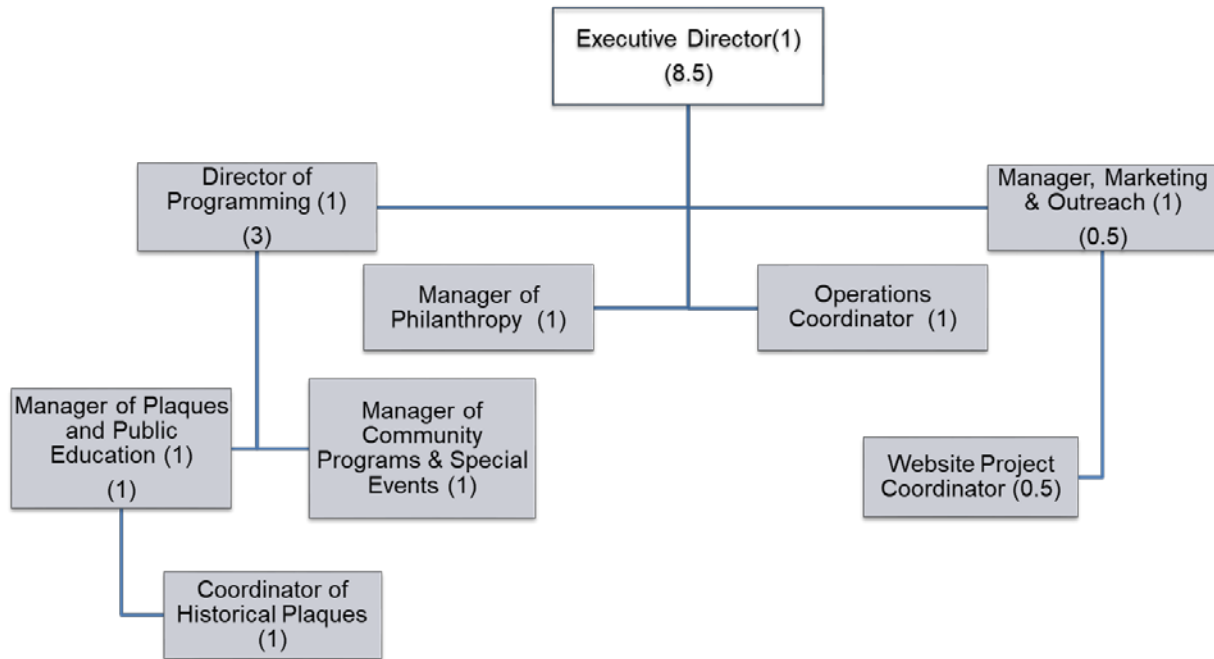 Executive Director(1)
(8.5)
Director of
Programming (1)
(3)
Manager, Marketing
& Outreach (1)
(0.5)
Manager of
Philanthropy (1)
Operations
Coordinator (1)
Manager of Plaques
and Public
Education (1)
(1)
Manager of
Community
Programs & Special
Events (1)
Website Project
Coordinator (0.5)
Coordinator of
Historical Plaques
(1)